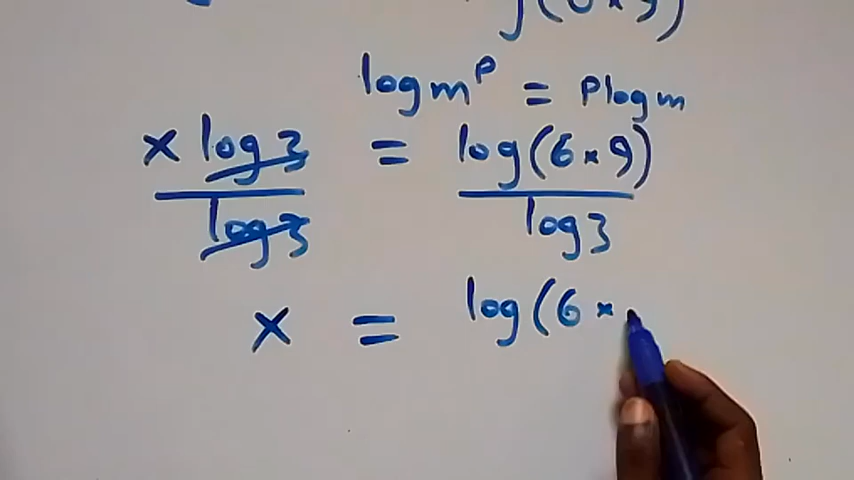 log m^p = p log m
x log 3 = log(6×9)
log 3   log 3
x = log(6×